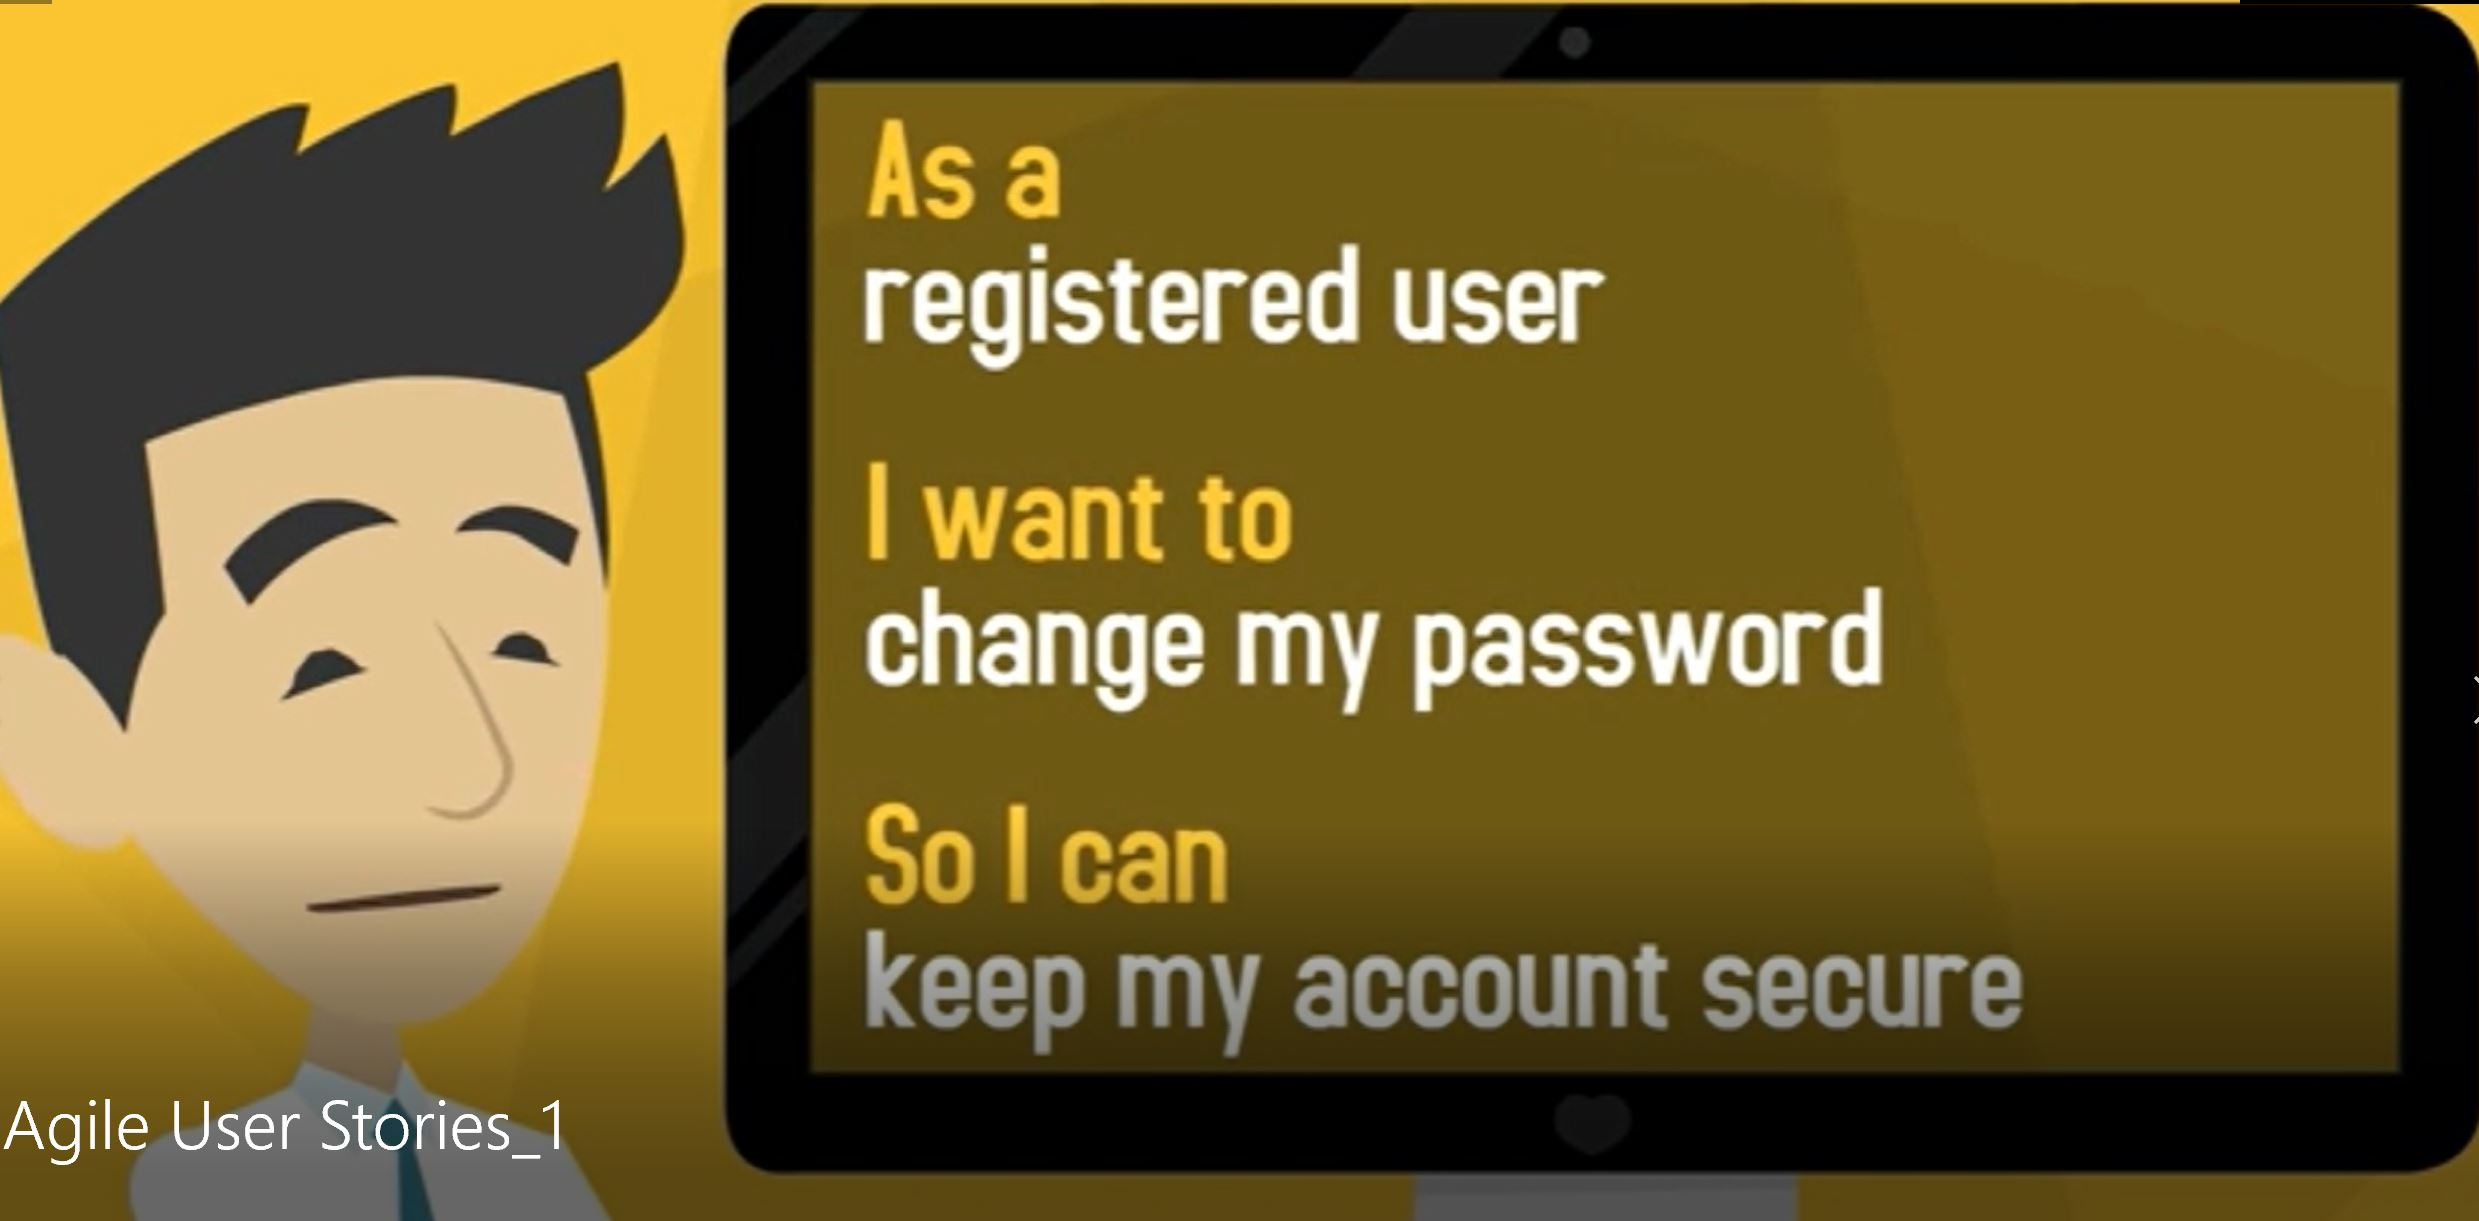 As a
registered user
I want to
change my password
So I can
keep my account secure
Agile User Stories_1